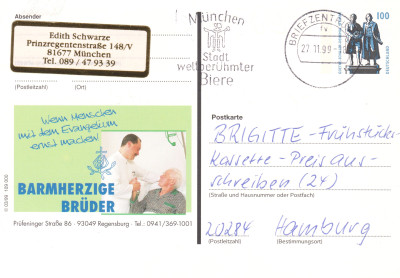 Absender
Edith Schwarze
Prinzregentenstraße 148/V
81677 München
Tel. 089 / 47 93 39
(Postleitzahl) (Ort)
München
Stadt
weltberühmter
Biere
BRIEFZENTR
27.11.98
100
DEUTSCHLAND
Wenn Menschen
mit dem Evangelium
ernst machen!
BARMHERZIGE
BRÜDER
Prüfeninger Straße 86 · 93049 Regensburg · Tel.: 0941/369-1001
Postkarte
BRIGITTE-Frühstücks-
Kassette-Preisaus-
schreiben (24)
(Straße und Hausnummer oder Postfach)
20284 Hamburg
(Postleitzahl) (Bestimmungsort)